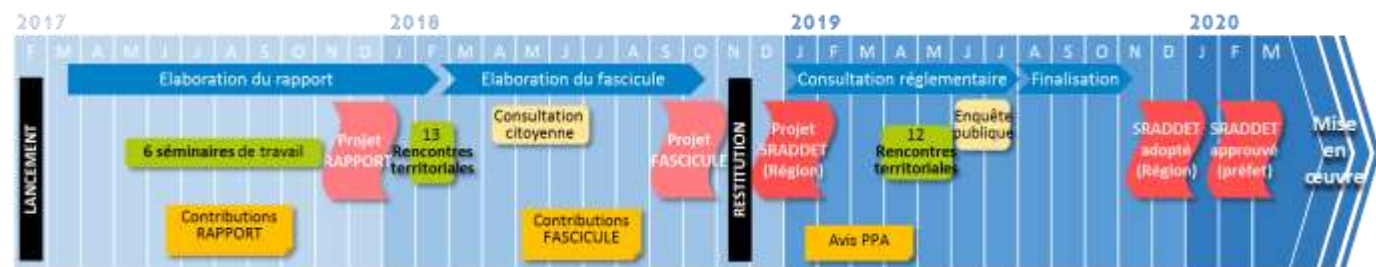 2017 2018 2019 2020
F M A M J J A S O N D J F M A M J J A S O N D J F M A M J J A S O N D J F M
Elaboration du rapport
Elaboration du fascicule
Consultation réglementaire
Finalisation
LANCEMENT
6 séminaires de travail
Contributions
RAPPORT
Projet
RAPPORT
13
Rencontres
territoriales
Consultation
citoyenne
Contributions
FASCICULE
Projet
FASCICULE
RESTITUTION
Projet
SRADDET
(Région)
Avis PPA
12
Rencontres
territoriales
Enquête
publique
SRADDET
adopté
(Région)
SRADDET
approuvé
(préfet)
Mise
en
œuvre